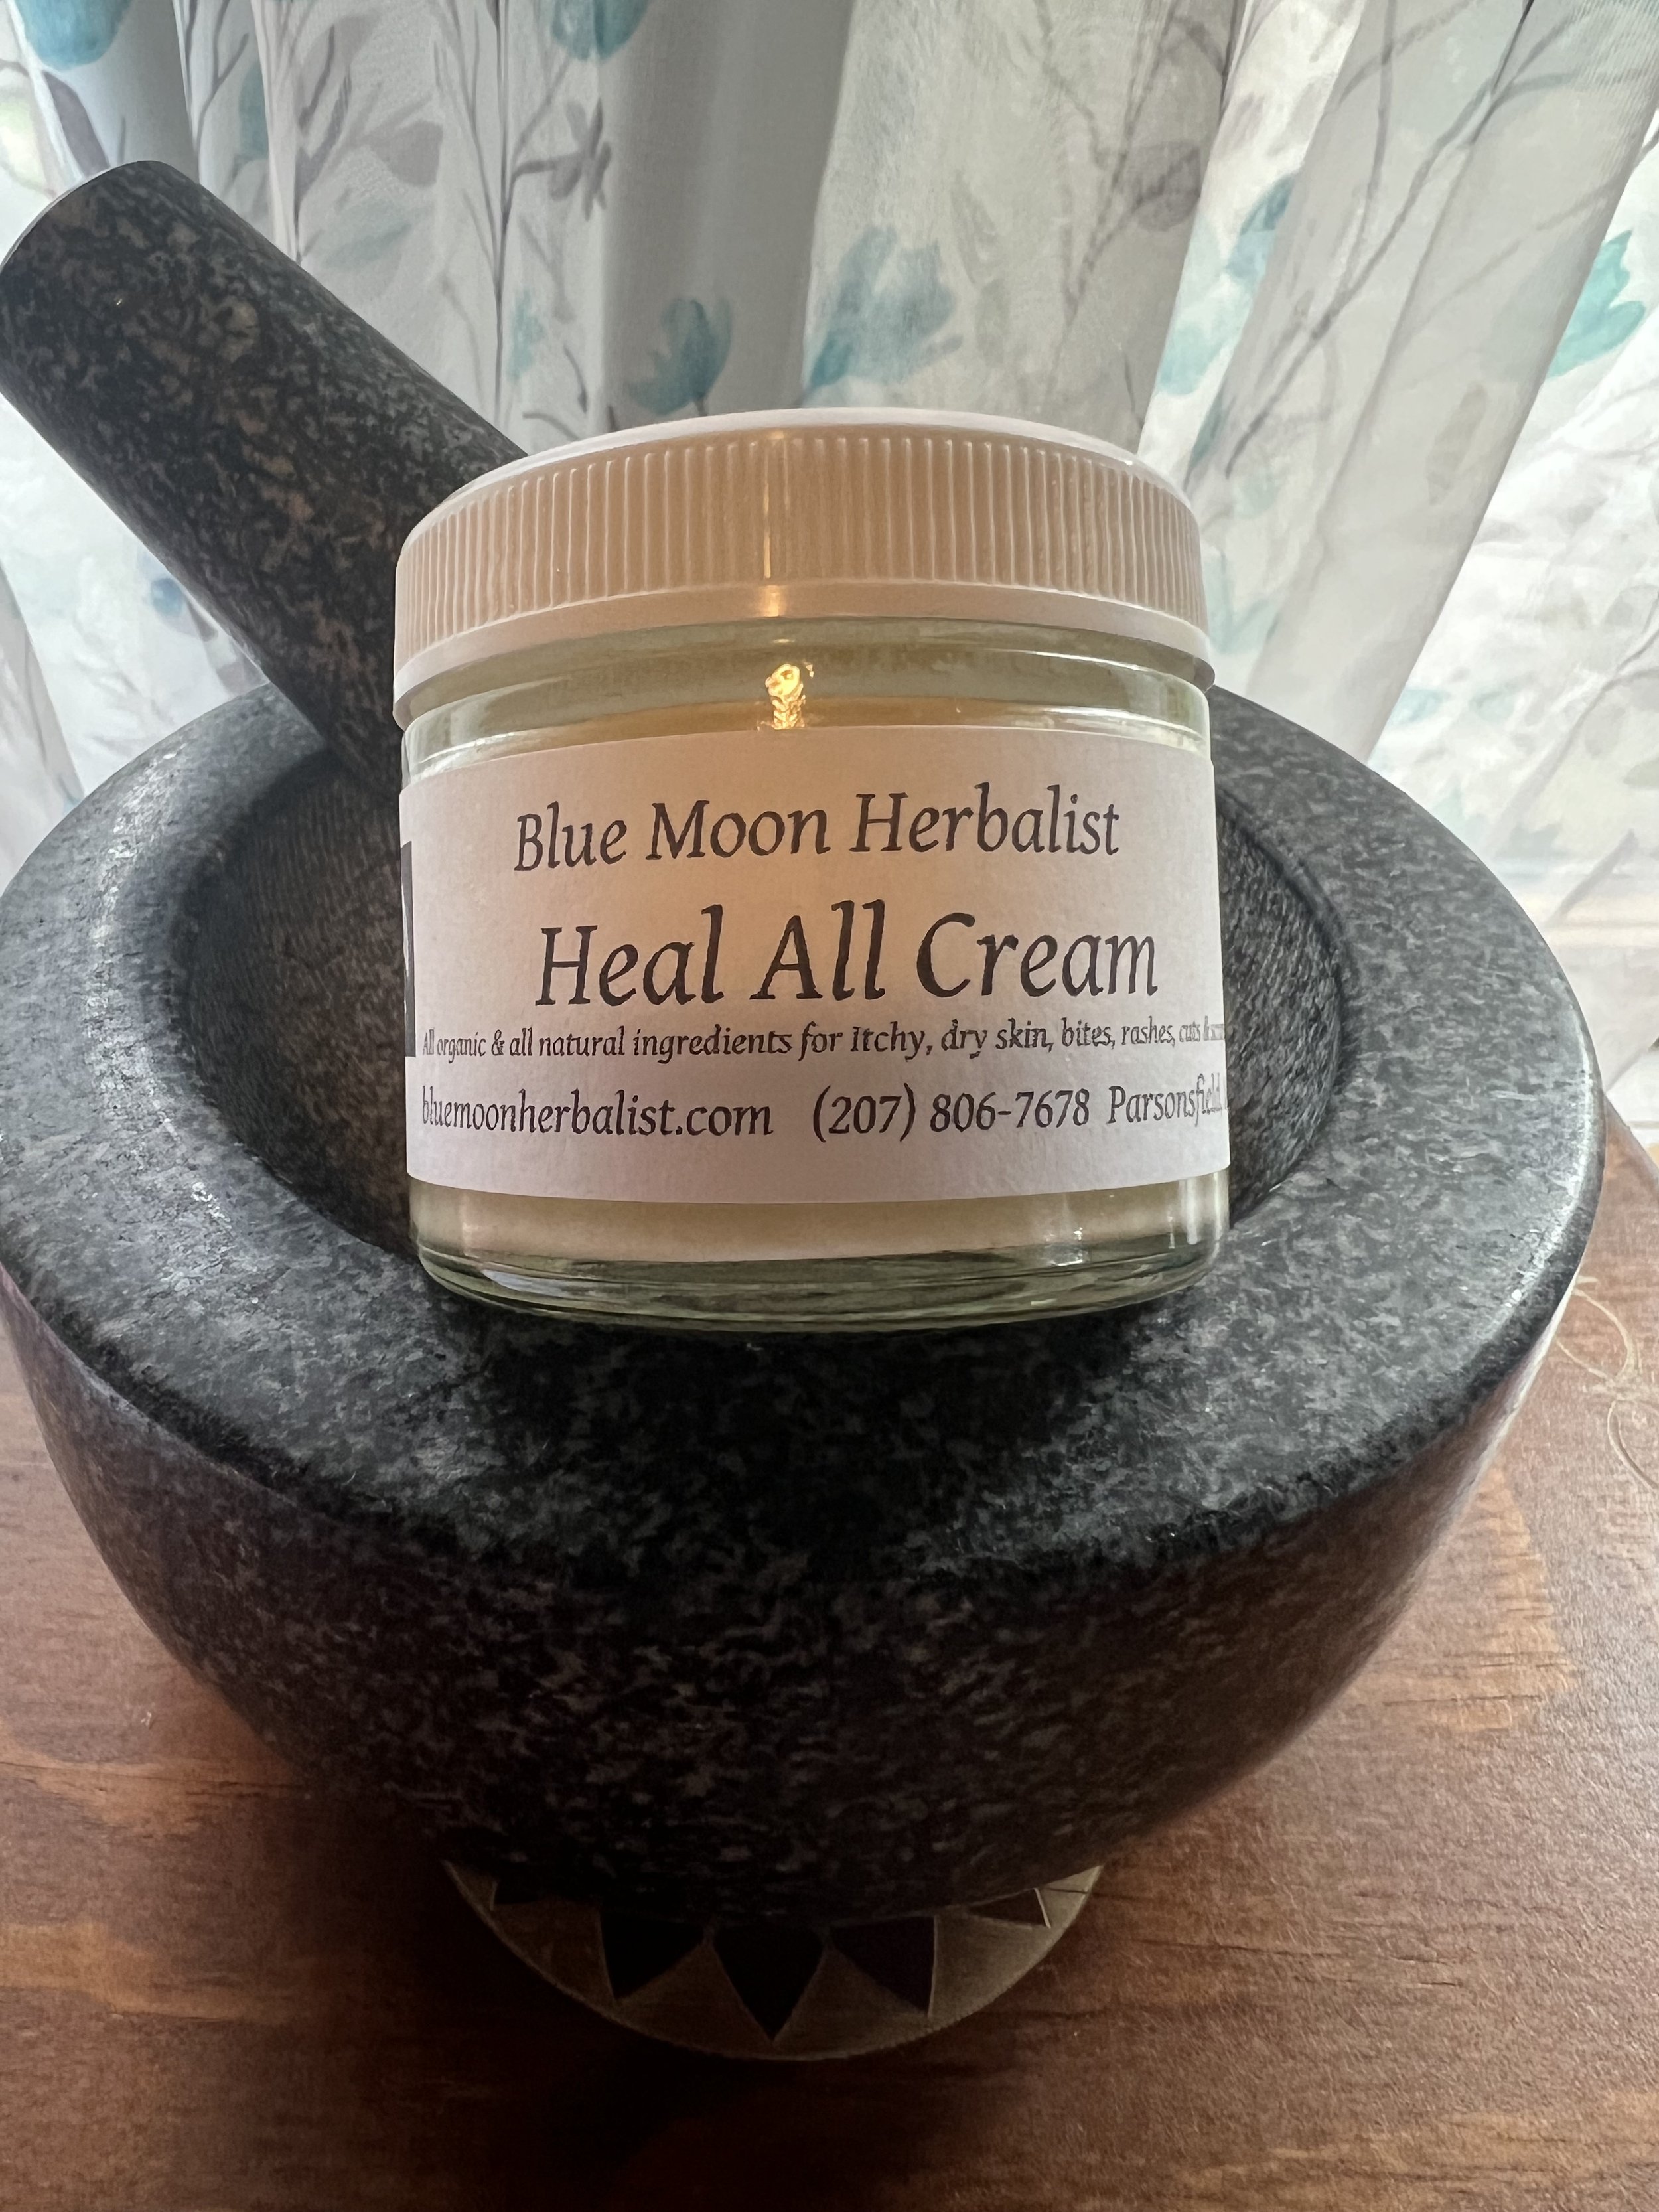 Blue Moon Herbalist
Heal All Cream
All organic & all natural ingredients for Itchy, dry skin, bites, rashes, cuts &
bluemoonherbalist.com (207) 806-7678 Parsonsfield